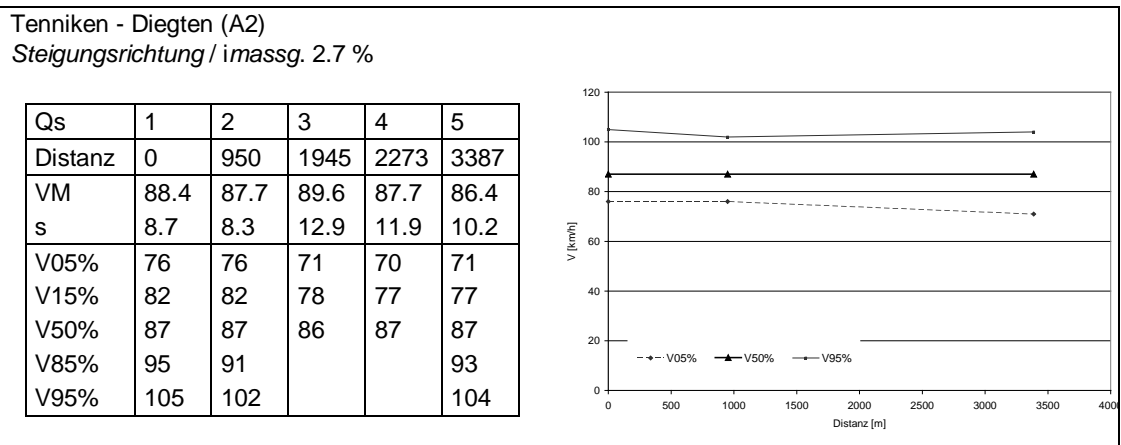 Tenniken - Diegten (A2)
Steigungsrichtung / imassg. 2.7 %
Qs 1 2 3 4 5
Distanz 0 950 1945 2273 3387
VM 88.4 87.7 89.6 87.7 86.4
s 8.7 8.3 12.9 11.9 10.2
V05% 76 76 71 70 71
V15% 82 82 78 77 77
V50% 87 87 86 87 87
V85% 95 91 93
V95% 105 102 104
120
100
80
60
40
20
0
V [km/h]
V05% V50% V95%
0 500 1000 1500 2000 2500 3000 3500 4000
Distanz [m]